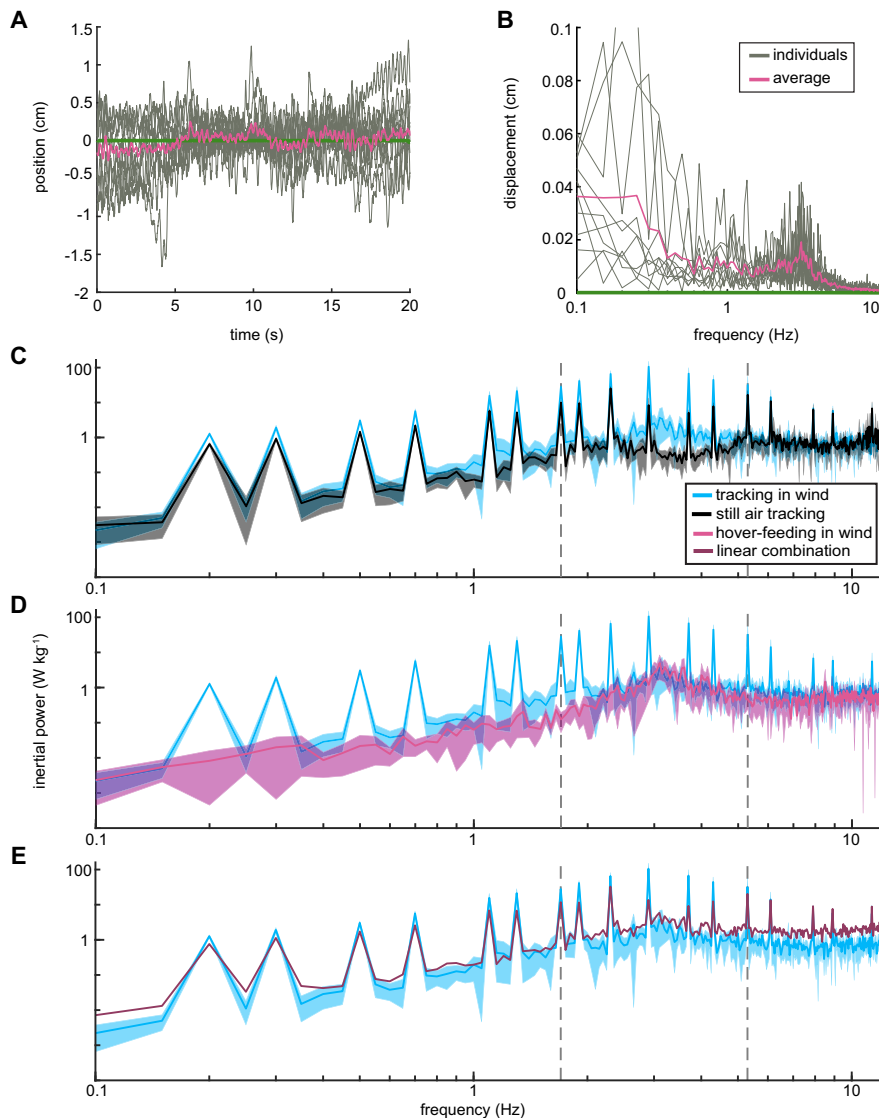 A
B
position (cm)
1.5
1
0.5
0
-0.5
-1
-1.5
-2
0
5
10
15
20
time (s)
displacement (cm)
0.1
0.08
0.06
0.04
0.02
0
0.1
1
10
frequency (Hz)
individuals
average
C
100
1
tracking in wind
still air tracking
hover-feeding in wind
linear combination
0.1
1
10
D
inertial power (W kg-1)
100
1
0.1
1
10
E
100
1
0.1
1
10
frequency (Hz)